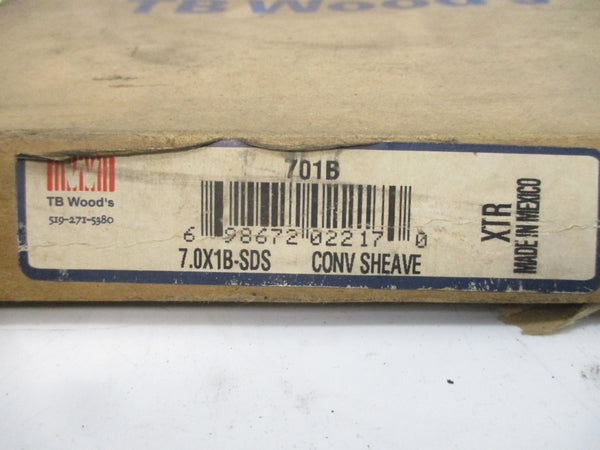 TB Wood's
701B
TB Wood's
519-271-5380
6 98672 02217 0
7.0X1B-SDS CONV SHEAVE
XTR
MADE IN MEXICO